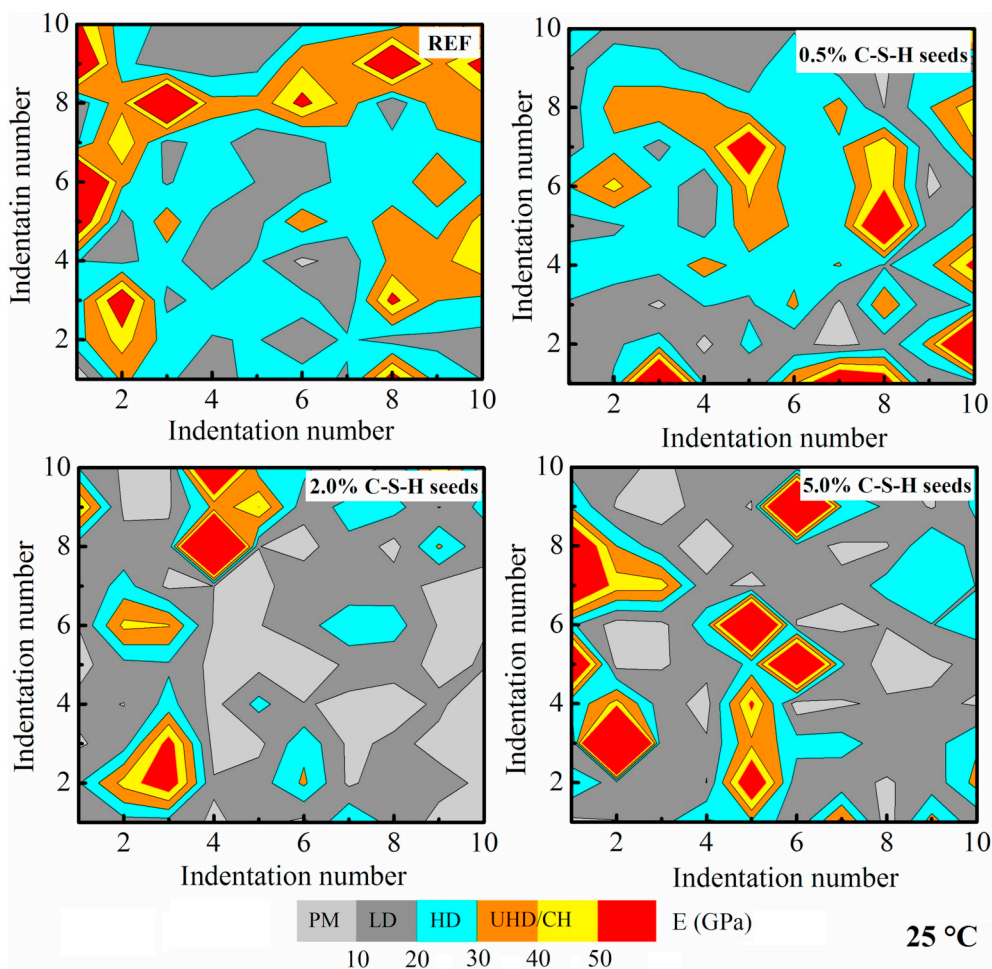 REF
Indentatin number
10
8
6
4
2
2 4 6 8 10
Indentation number
0.5% C-S-H seeds
Indentation number
10
8
6
4
2
2 4 6 8 10
Indentation number
2.0% C-S-H seeds
Indentation number
10
8
6
4
2
2 4 6 8 10
Indentation number
5.0% C-S-H seeds
Indentation number
10
8
6
4
2
2 4 6 8 10
Indentation number
PM LD HD UHD/CH E (GPa)
10 20 30 40 50
25 °C